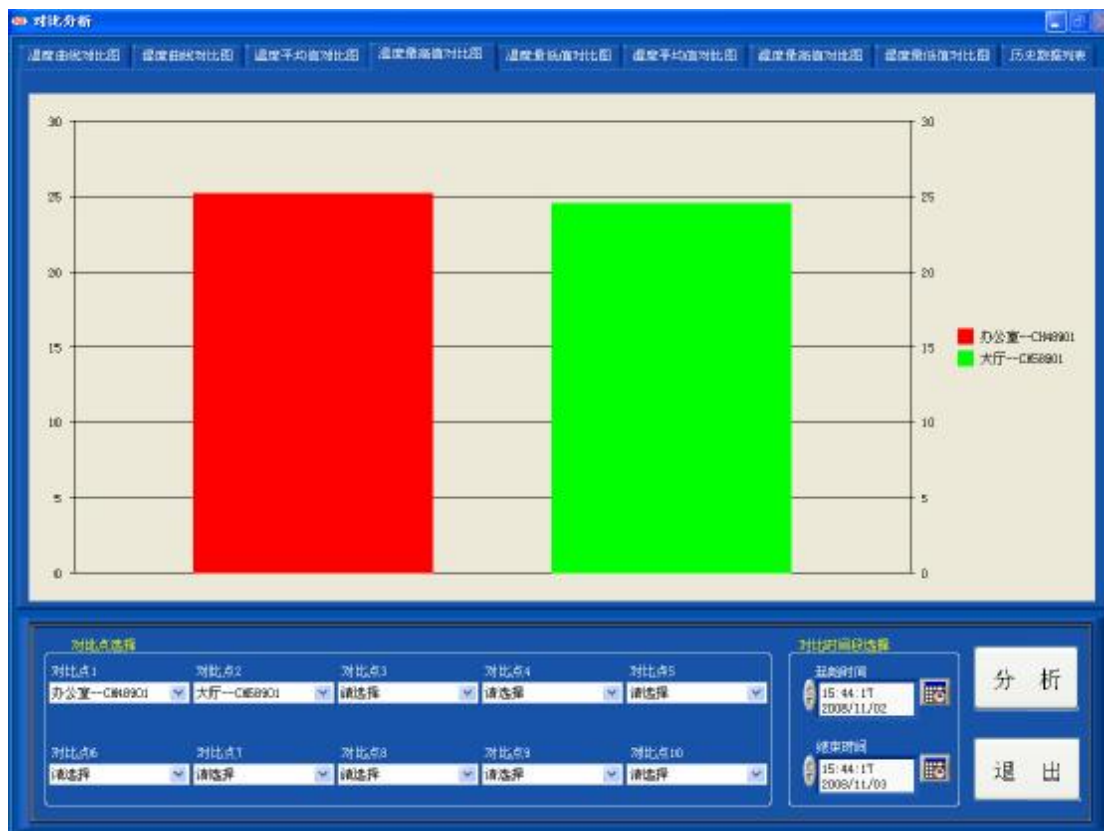 对比分析
温度曲线对比图 湿度曲线对比图 温度平均值对比图 温度最高值对比图 温度最低值对比图 湿度平均值对比图 湿度最高值对比图 湿度最低值对比图 历史数据列表
30 30
25 25
20 20
15 15
10 10
5 5
0 0
办公室--CH48901
大厅--CH58901
对比点选择
对比点1 对比点2 对比点3 对比点4 对比点5
办公室--CH48901 大厅--CH58901 请选择 请选择 请选择
对比点6 对比点7 对比点8 对比点9 对比点10
请选择 请选择 请选择 请选择 请选择
对比时间段选择
起始时间
15:44:17
2008/11/02
结束时间
15:44:17
2008/11/03
分 析
退 出